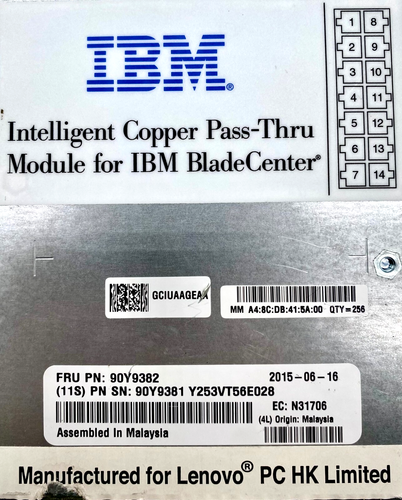 IBM®
Intelligent Copper Pass-Thru
Module for IBM BladeCenter®
1 8
2 9
3 10
4 11
5 12
6 13
7 14
GCIUAAGEAA
MM A4:8C:DB:41:5A:00 QTY=256
FRU PN: 90Y9382 2015-06-16
(11S) PN SN: 90Y9381 Y253VT56E028
EC: N31706
(4L) Origin: Malaysia
Assembled In Malaysia
Manufactured for Lenovo® PC HK Limited